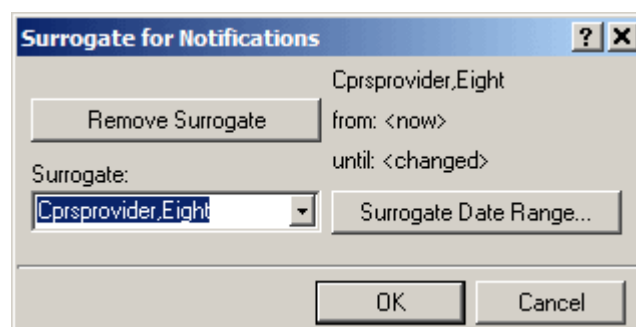 Surrogate for Notifications
Cprsprovider,Eight
Remove Surrogate
from: <now>
until: <changed>
Surrogate:
Cprsprovider,Eight
Surrogate Date Range...
OK
Cancel